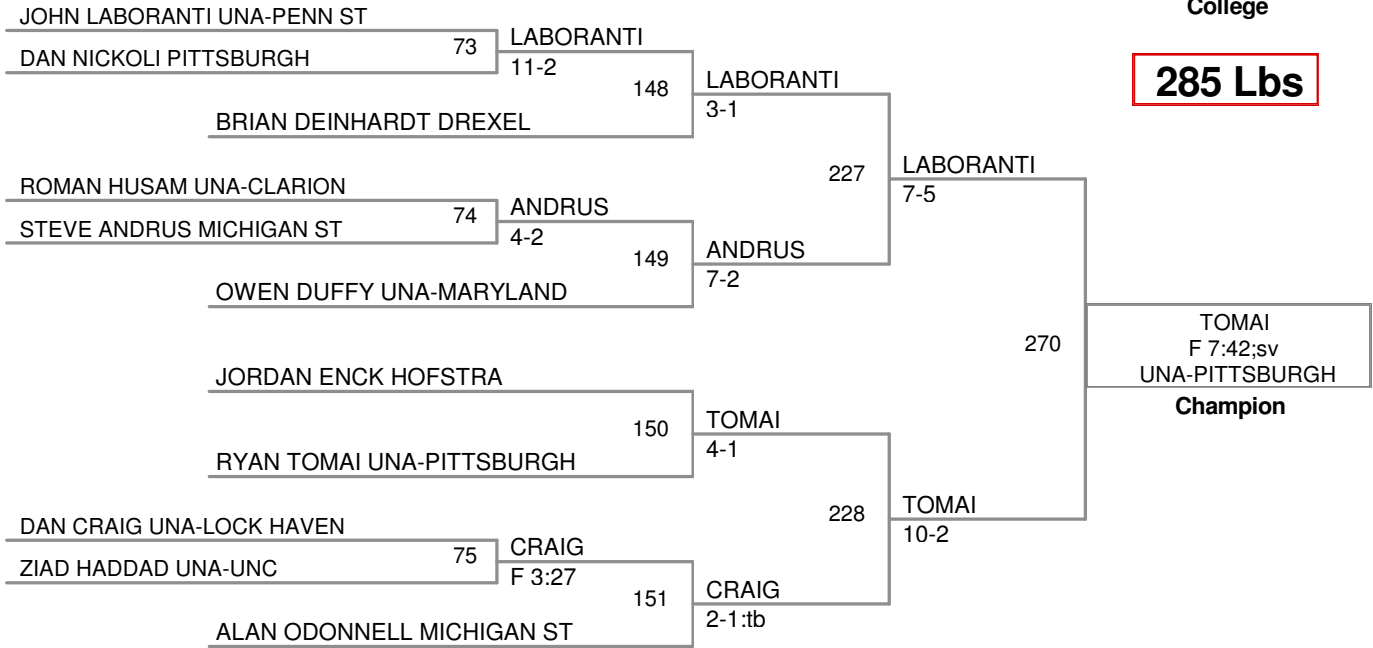 College
285 Lbs
JOHN LABORANTI UNA-PENN ST
DAN NICKOLI PITTSBURGH
73
LABORANTI
11-2
BRIAN DEINHARDT DREXEL
148
LABORANTI
3-1
ROMAN HUSAM UNA-CLARION
STEVE ANDRUS MICHIGAN ST
74
ANDRUS
4-2
OWEN DUFFY UNA-MARYLAND
149
ANDRUS
7-2
227
LABORANTI
7-5
JORDAN ENCK HOFSTRA
RYAN TOMAI UNA-PITTSBURGH
150
TOMAI
4-1
DAN CRAIG UNA-LOCK HAVEN
ZIAD HADDAD UNA-UNC
75
CRAIG
F 3:27
ALAN ODONNELL MICHIGAN ST
151
CRAIG
2-1:tb
228
TOMAI
10-2
270
TOMAI
F 7:42;sv
UNA-PITTSBURGH
Champion